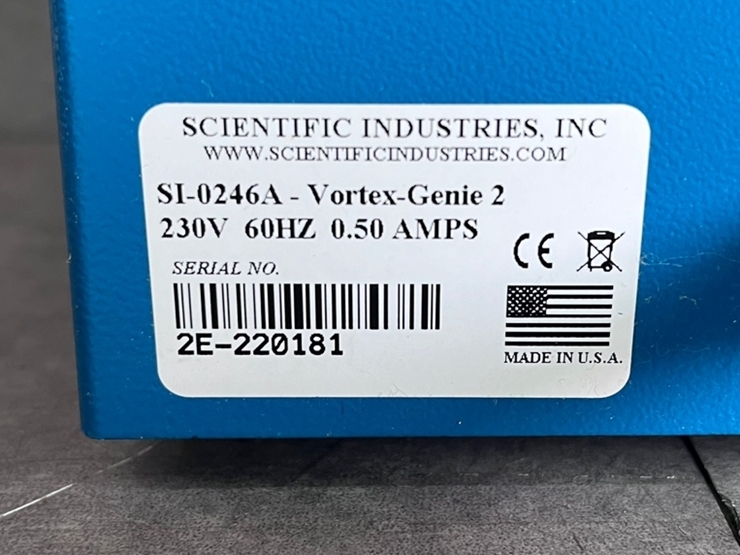 SCIENTIFIC INDUSTRIES, INC
WWW.SCIENTIFICINDUSTRIES.COM
SI-0246A - Vortex-Genie 2
230V 60HZ 0.50 AMPS
CE
SERIAL NO.
2E-220181
MADE IN U.S.A.